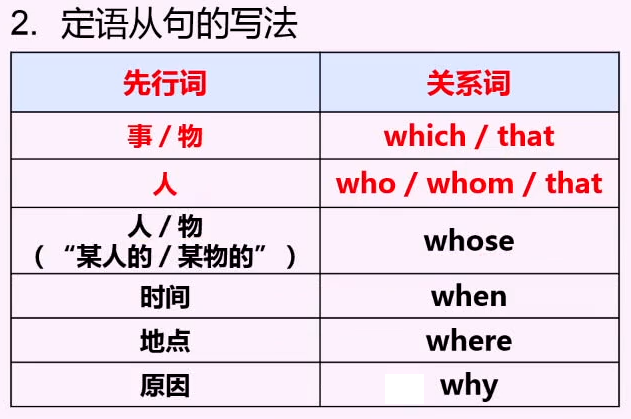 2. 定语从句的写法
先行词 关系词
事 / 物 which / that
人 who / whom / that
人 / 物
（ “某人的 / 某物的” ） whose
时间 when
地点 where
原因 why